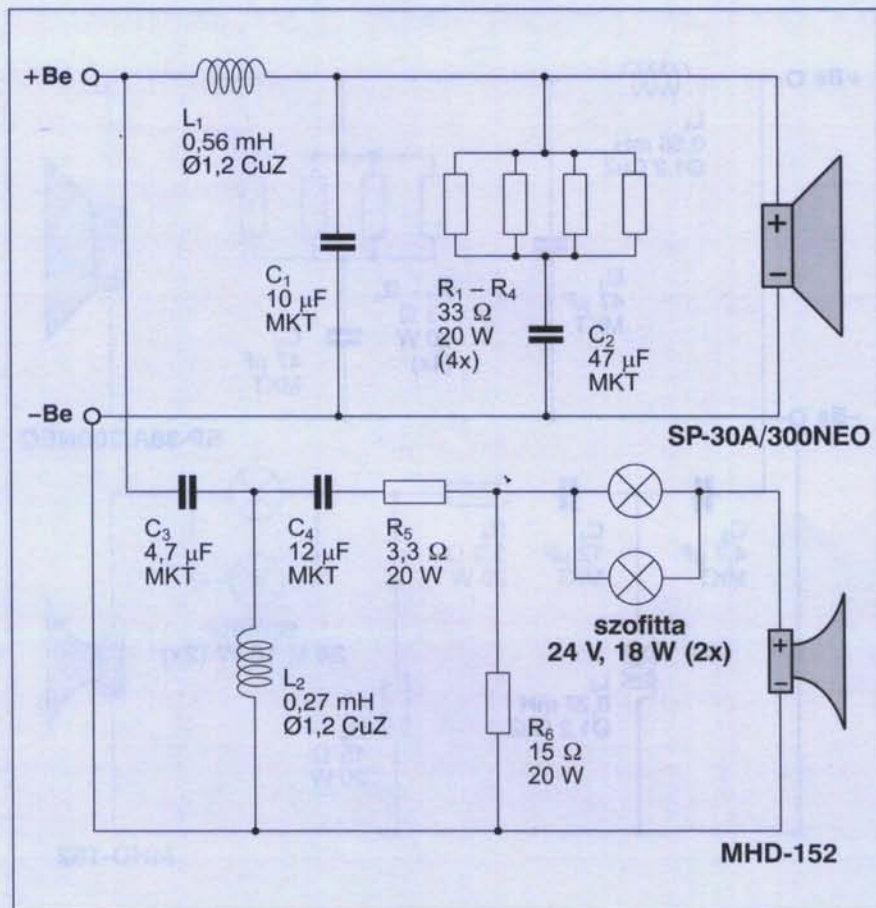 +Be
L₁
0,56 mH
Ø1,2 CuZ
C₁
10 µF
MKT
R₁ – R₄
33 Ω
20 W
(4x)
C₂
47 µF
MKT
+
−
–Be
SP-30A/300NEO
C₃
4,7 µF
MKT
C₄
12 µF
MKT
R₅
3,3 Ω
20 W
szofitta
24 V, 18 W (2x)
L₂
0,27 mH
Ø1,2 CuZ
R₆
15 Ω
20 W
+
−
MHD-152